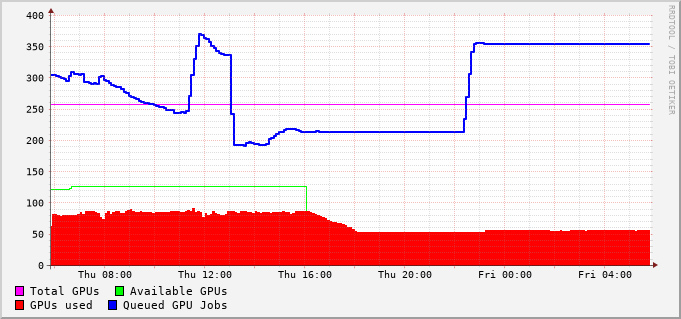 400
350
300
250
200
150
100
50
0
Thu 08:00 Thu 12:00 Thu 16:00 Thu 20:00 Fri 00:00 Fri 04:00
Total GPUs Available GPUs
GPUs used Queued GPU Jobs
RRDTOOL / TOBI OETIKER